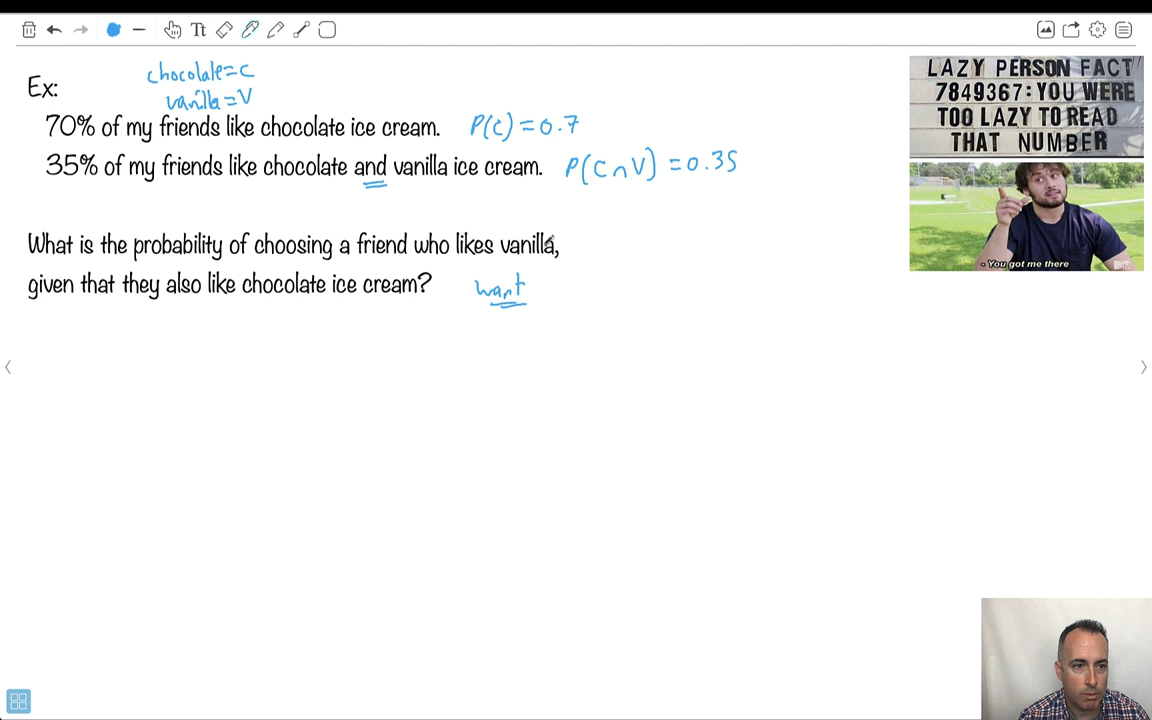 Tt
chocolate = C
Ex:
vanilla = V
70% of my friends like chocolate ice cream. P(C) = 0.7
35% of my friends like chocolate and vanilla ice cream. P(C ∩ V) = 0.35
What is the probability of choosing a friend who likes vanilla,
given that they also like chocolate ice cream? want
LAZY PERSON FACT
7849367: YOU WERE
TOO LAZY TO READ
THAT NUMBER
- You got me there